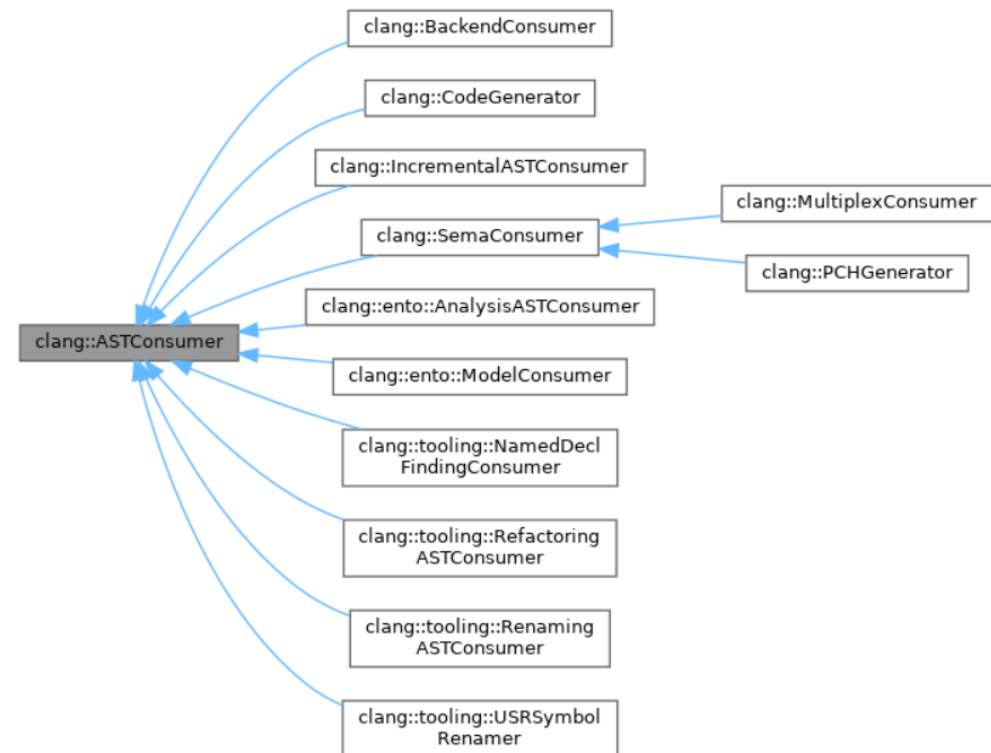 clang::BackendConsumer
clang::CodeGenerator
clang::IncrementalASTConsumer
clang::MultiplexConsumer
clang::SemaConsumer
clang::PCHGenerator
clang::ento::AnalysisASTConsumer
clang::ASTConsumer
clang::ento::ModelConsumer
clang::tooling::NamedDecl
FindingConsumer
clang::tooling::Refactoring
ASTConsumer
clang::tooling::Renaming
ASTConsumer
clang::tooling::USRSymbol
Renamer